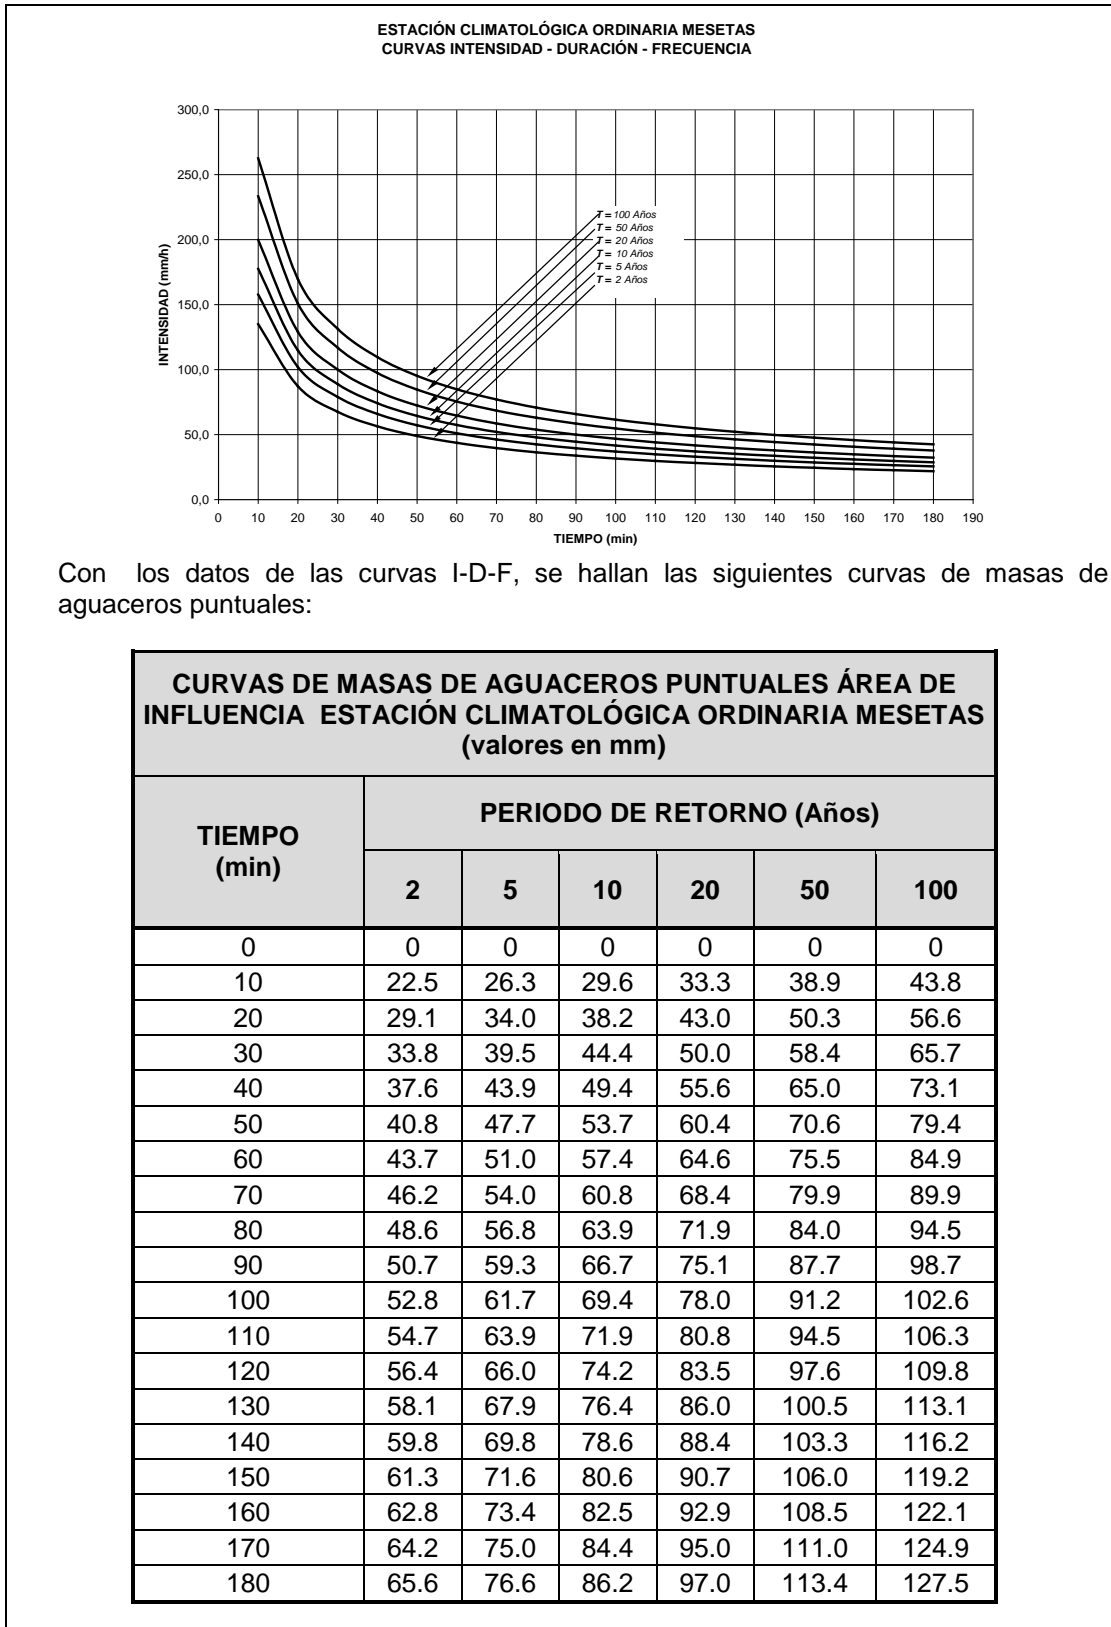 ESTACIÓN CLIMATOLÓGICA ORDINARIA MESETAS
CURVAS INTENSIDAD - DURACIÓN - FRECUENCIA
300,0
250,0
200,0
150,0
100,0
50,0
0,0
INTENSIDAD (mm/h)
T = 100 Años
T = 50 Años
T = 20 Años
T = 10 Años
T = 5 Años
T = 2 Años
0 10 20 30 40 50 60 70 80 90 100 110 120 130 140 150 160 170 180 190
TIEMPO (min)
Con los datos de las curvas I-D-F, se hallan las siguientes curvas de masas de
aguaceros puntuales:
CURVAS DE MASAS DE AGUACEROS PUNTUALES ÁREA DE
INFLUENCIA ESTACIÓN CLIMATOLÓGICA ORDINARIA MESETAS
(valores en mm)
TIEMPO
(min)
PERIODO DE RETORNO (Años)
2 5 10 20 50 100
0 0 0 0 0 0 0
10 22.5 26.3 29.6 33.3 38.9 43.8
20 29.1 34.0 38.2 43.0 50.3 56.6
30 33.8 39.5 44.4 50.0 58.4 65.7
40 37.6 43.9 49.4 55.6 65.0 73.1
50 40.8 47.7 53.7 60.4 70.6 79.4
60 43.7 51.0 57.4 64.6 75.5 84.9
70 46.2 54.0 60.8 68.4 79.9 89.9
80 48.6 56.8 63.9 71.9 84.0 94.5
90 50.7 59.3 66.7 75.1 87.7 98.7
100 52.8 61.7 69.4 78.0 91.2 102.6
110 54.7 63.9 71.9 80.8 94.5 106.3
120 56.4 66.0 74.2 83.5 97.6 109.8
130 58.1 67.9 76.4 86.0 100.5 113.1
140 59.8 69.8 78.6 88.4 103.3 116.2
150 61.3 71.6 80.6 90.7 106.0 119.2
160 62.8 73.4 82.5 92.9 108.5 122.1
170 64.2 75.0 84.4 95.0 111.0 124.9
180 65.6 76.6 86.2 97.0 113.4 127.5